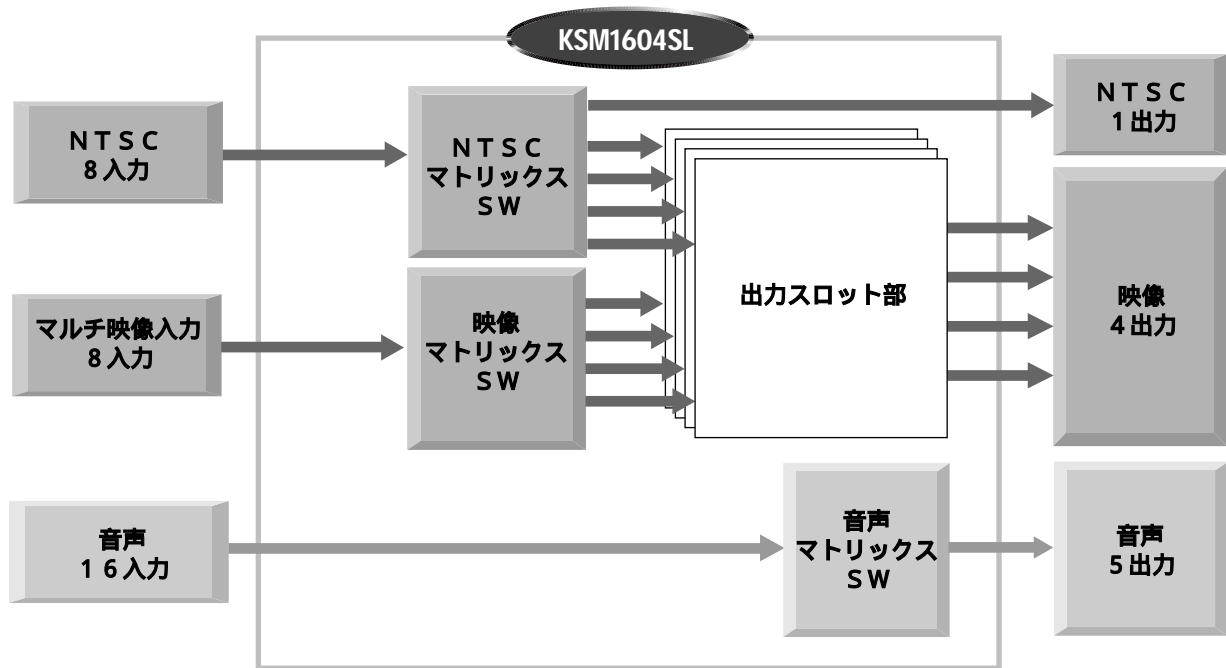 KSM1604SL
ＮＴＳＣ
８入力
ＮＴＳＣ
マトリックス
ＳＷ
ＮＴＳＣ
１出力
マルチ映像入力
８入力
映像
マトリックス
ＳＷ
出力スロット部
映像
４出力
音声
１６入力
音声
マトリックス
ＳＷ
音声
５出力